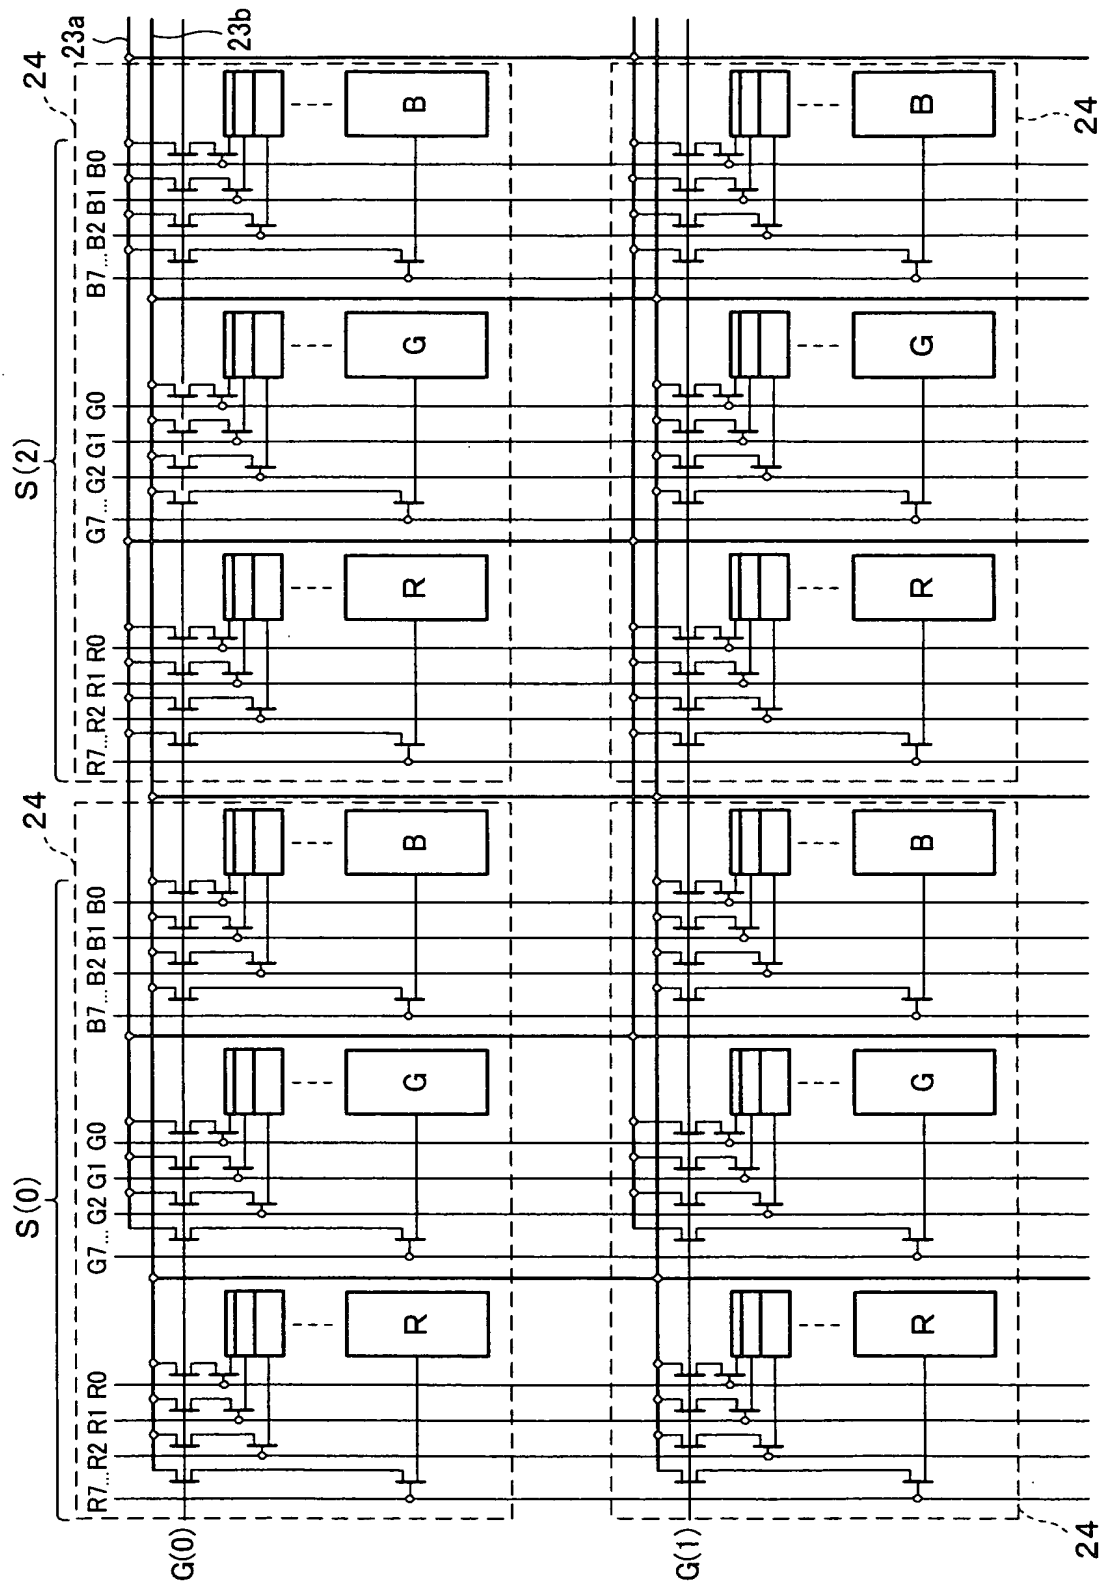 S(0) 24 S(2) 24
23a
R7...R2 R1 R0 G7...G2 G1 G0 B7...B2 B1 B0 R7...R2 R1 R0 G7...G2 G1 G0 B7...B2 B1 B0
G(0) 23b
R G B R G B
G(1)
R G B R G B
24 24